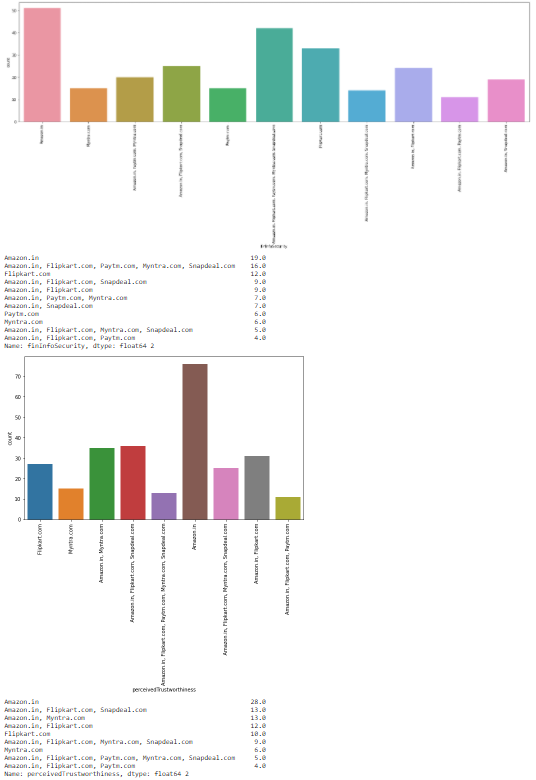 count
50
40
30
20
10
0
Amazon.in
Myntra.com
Amazon.in, Paytm.com, Myntra.com
Amazon.in, Flipkart.com, Snapdeal.com
Paytm.com
Amazon.in, Flipkart.com, Paytm.com, Myntra.com, Snapdeal.com
Flipkart.com
Amazon.in, Flipkart.com, Myntra.com, Snapdeal.com
Amazon.in, Flipkart.com
Amazon.in, Flipkart.com, Paytm.com
Amazon.in, Snapdeal.com
finInfoSecurity
Amazon.in 19.0
Amazon.in, Flipkart.com, Paytm.com, Myntra.com, Snapdeal.com 16.0
Flipkart.com 12.0
Amazon.in, Flipkart.com, Snapdeal.com 9.0
Amazon.in, Flipkart.com 9.0
Amazon.in, Paytm.com, Myntra.com 7.0
Amazon.in, Snapdeal.com 7.0
Paytm.com 6.0
Myntra.com 6.0
Amazon.in, Flipkart.com, Myntra.com, Snapdeal.com 5.0
Amazon.in, Flipkart.com, Paytm.com 4.0
Name: finInfoSecurity, dtype: float64 2
count
70
60
50
40
30
20
10
0
Flipkart.com
Myntra.com
Amazon.in, Myntra.com
Amazon.in, Flipkart.com, Snapdeal.com
Amazon.in, Flipkart.com, Paytm.com, Myntra.com, Snapdeal.com
Amazon.in
Amazon.in, Flipkart.com, Myntra.com, Snapdeal.com
Amazon.in, Flipkart.com
Amazon.in, Flipkart.com, Paytm.com
perceivedTrustworthiness
Amazon.in 28.0
Amazon.in, Flipkart.com, Snapdeal.com 13.0
Amazon.in, Myntra.com 13.0
Amazon.in, Flipkart.com 12.0
Flipkart.com 10.0
Amazon.in, Flipkart.com, Myntra.com, Snapdeal.com 9.0
Myntra.com 6.0
Amazon.in, Flipkart.com, Paytm.com, Myntra.com, Snapdeal.com 5.0
Amazon.in, Flipkart.com, Paytm.com 4.0
Name: perceivedTrustworthiness, dtype: float64 2